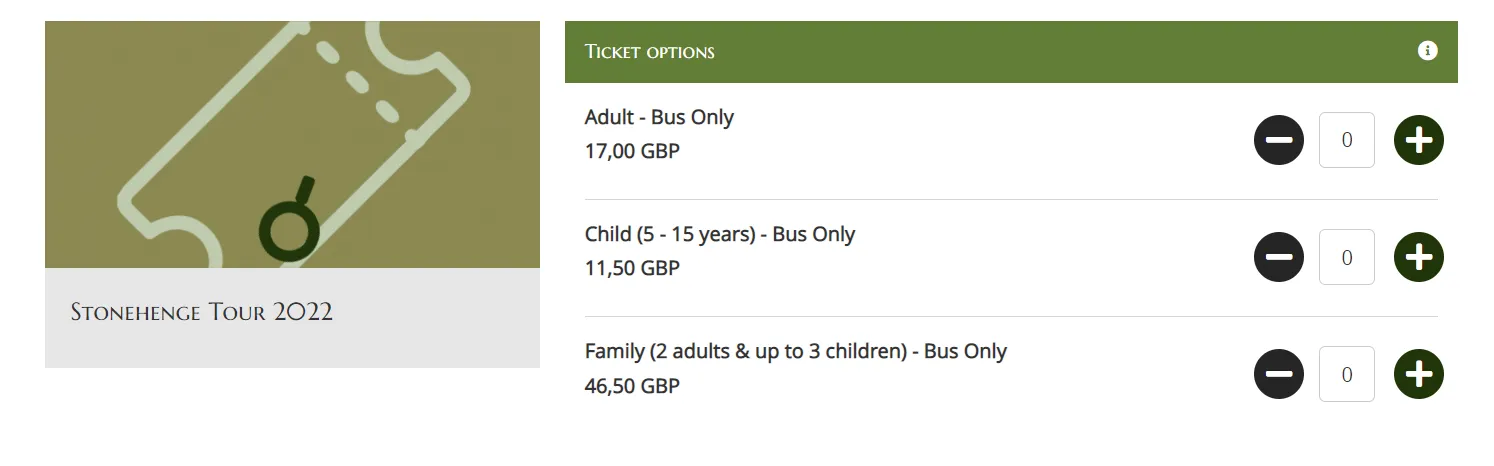 Ticket options
Adult - Bus Only
17,00 GBP
0
Child (5 - 15 years) - Bus Only
11,50 GBP
0
Family (2 adults & up to 3 children) - Bus Only
46,50 GBP
0
Stonehenge Tour 2022